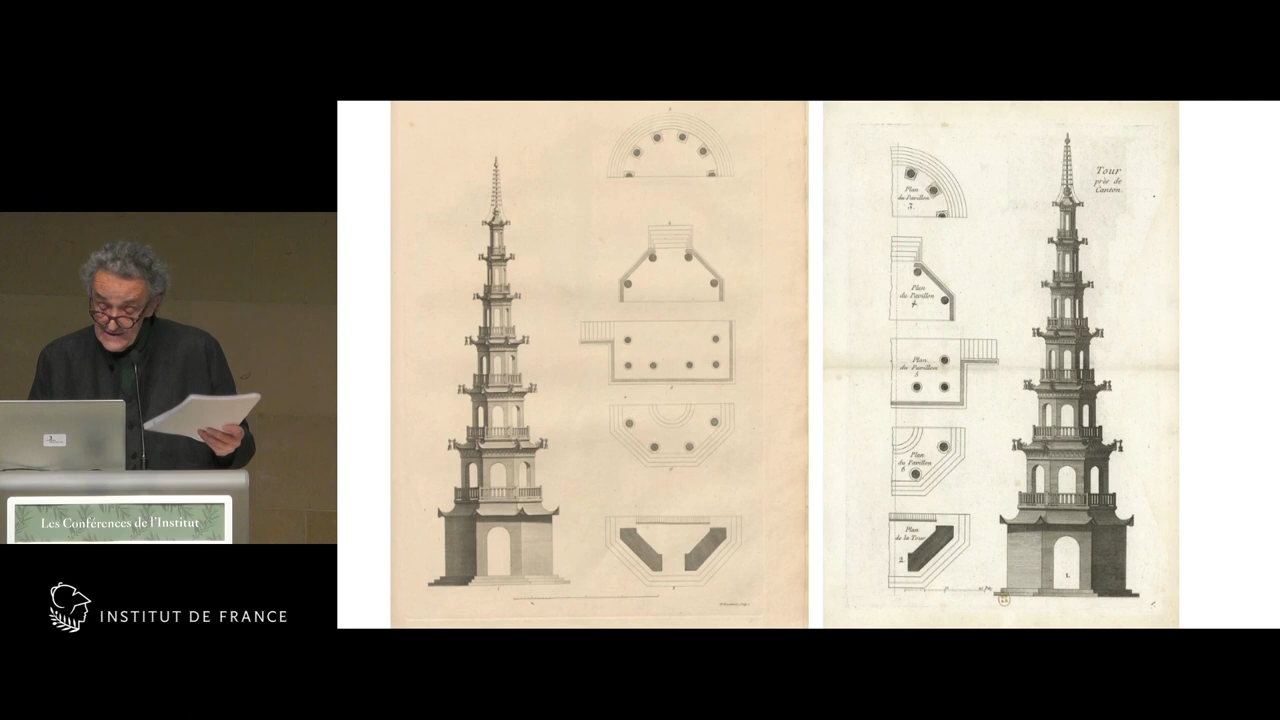 Les Conférences de l'Institut
INSTITUT DE FRANCE
Tour
près de
Canton.
Plan
du Pavillon
3.
Plan
du Pavillon
4.
Plan
du Pavillon
5
Plan
du Pavillon
6
Plan
de la Tour
2.
1.